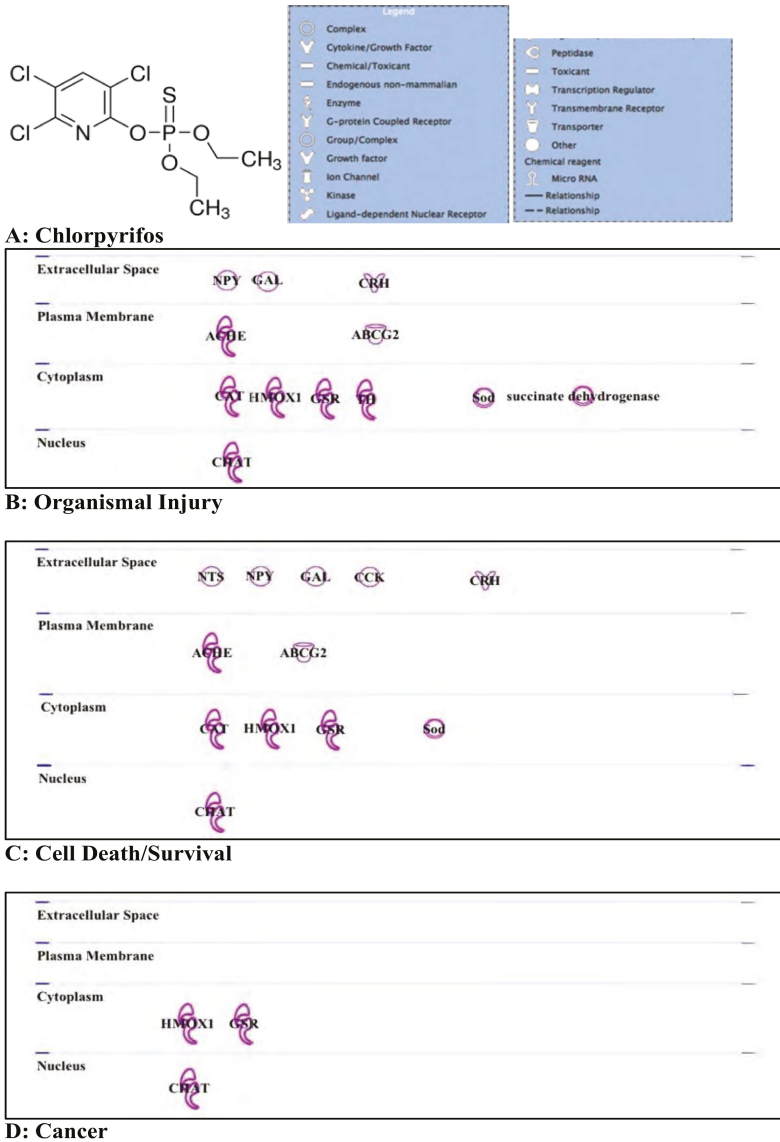 Cl
Cl
Cl
N
O
S
P
O
O
CH3
CH3
Legend
Complex
Cytokine/Growth Factor
Chemical/Toxicant
Endogenous non-mammalian
Enzyme
G-protein Coupled Receptor
Group/Complex
Growth factor
Ion Channel
Kinase
Ligand-dependent Nuclear Receptor
Peptidase
Toxicant
Transcription Regulator
Transmembrane Receptor
Transporter
Other
Chemical reagent
Micro RNA
Relationship
Relationship
A: Chlorpyrifos
Extracellular Space
NPY GAL CRH
Plasma Membrane
ACHE ABCG2
Cytoplasm
CAT HMOX1 GSR TH Sod succinate dehydrogenase
Nucleus
CHAT
B: Organismal Injury
Extracellular Space
NTS NPY GAL CCK CRH
Plasma Membrane
ACHE ABCG2
Cytoplasm
CAT HMOX1 GSR Sod
Nucleus
CHAT
C: Cell Death/Survival
Extracellular Space
Plasma Membrane
Cytoplasm
HMOX1 GSR
Nucleus
CHAT
D: Cancer